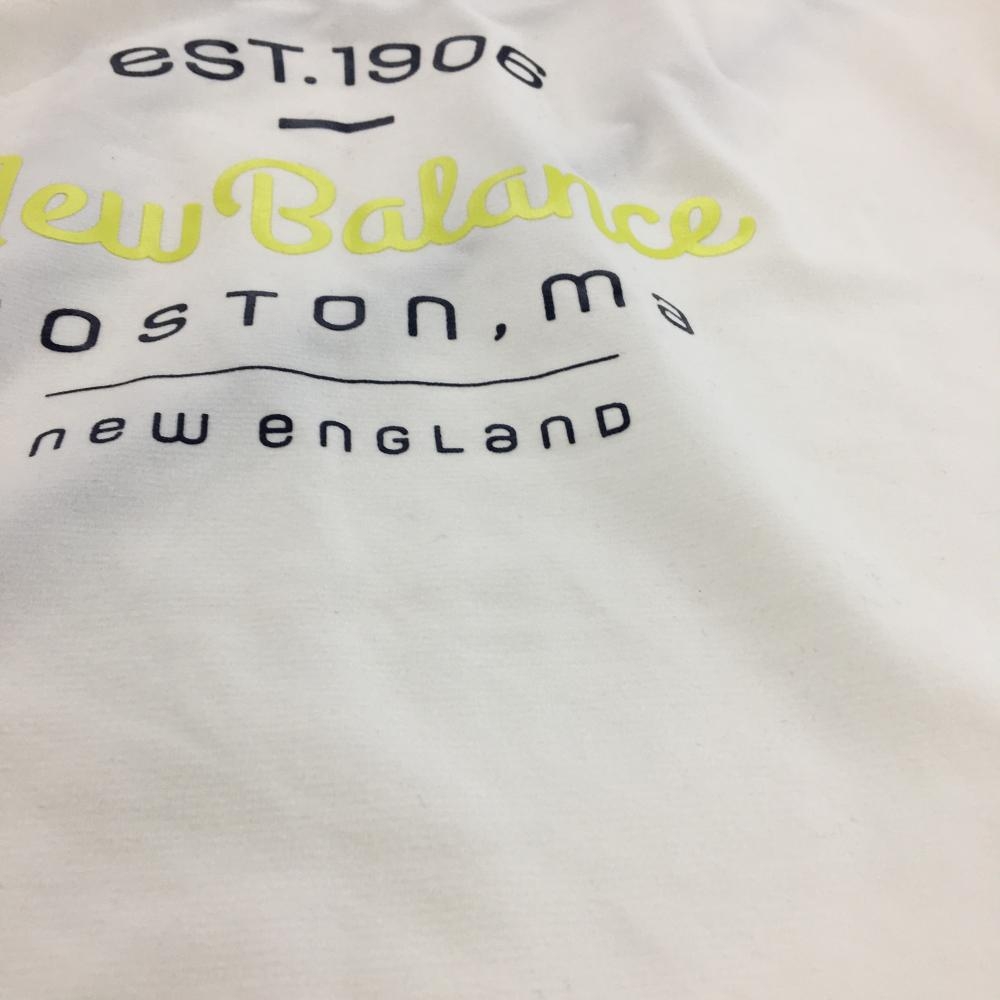 eST.1906
New Balance
BOSTON, Ma
new enGLanD